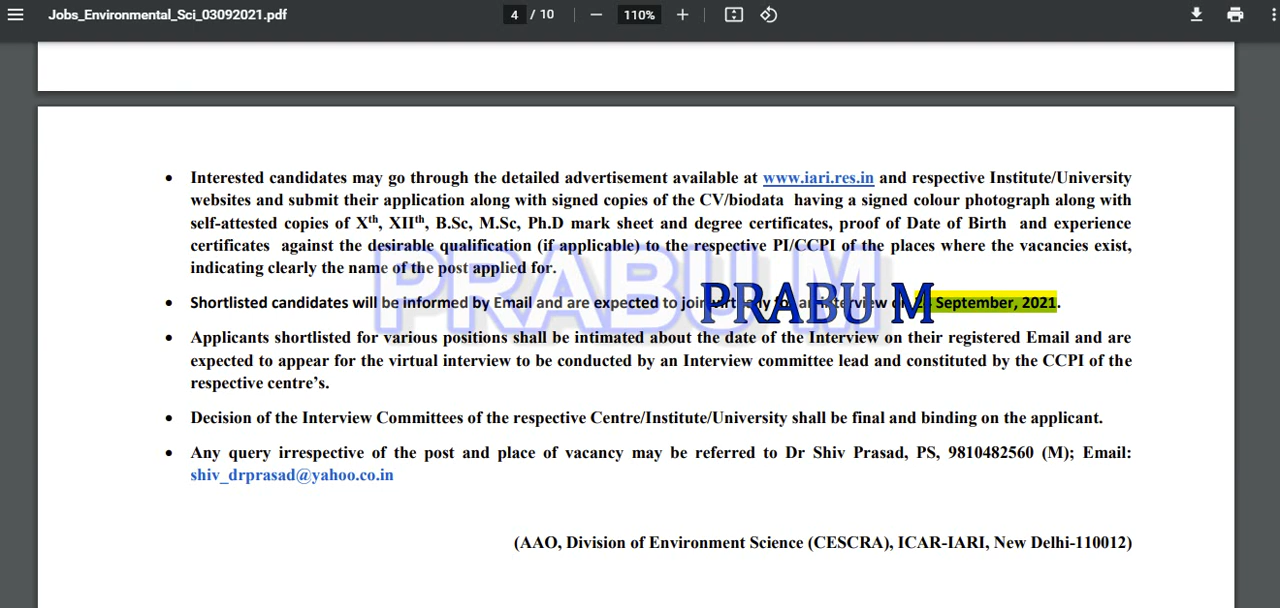 Jobs_Environmental_Sci_03092021.pdf
4 / 10
110%
Interested candidates may go through the detailed advertisement available at www.iari.res.in and respective Institute/University
websites and submit their application along with signed copies of the CV/biodata having a signed colour photograph along with
self-attested copies of Xth, XIIth, B.Sc, M.Sc, Ph.D mark sheet and degree certificates, proof of Date of Birth and experience
certificates against the desirable qualification (if applicable) to the respective PI/CCPI of the places where the vacancies exist,
indicating clearly the name of the post applied for.
PRABU M
Shortlisted candidates will be informed by Email and are expected to join virtually for an interview on September, 2021.
PRABU M
Applicants shortlisted for various positions shall be intimated about the date of the Interview on their registered Email and are
expected to appear for the virtual interview to be conducted by an Interview committee lead and constituted by the CCPI of the
respective centre's.
Decision of the Interview Committees of the respective Centre/Institute/University shall be final and binding on the applicant.
Any query irrespective of the post and place of vacancy may be referred to Dr Shiv Prasad, PS, 9810482560 (M); Email:
shiv_drprasad@yahoo.co.in
(AAO, Division of Environment Science (CESCRA), ICAR-IARI, New Delhi-110012)